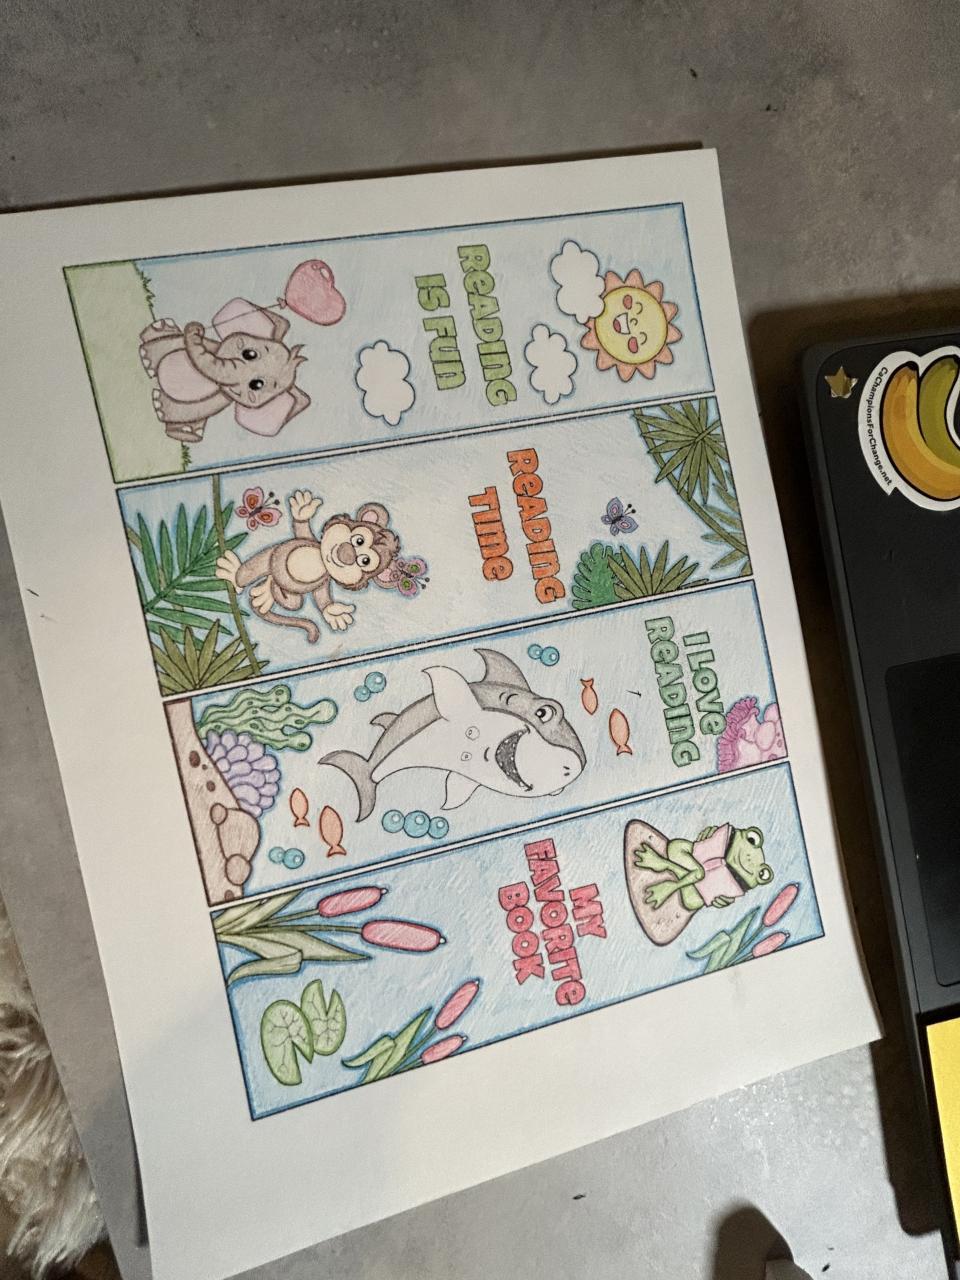 READING
IS FUN
READING
TIME
I LOVE
READING
MY
FAVORITE
BOOK
CaChampionsForChange.net